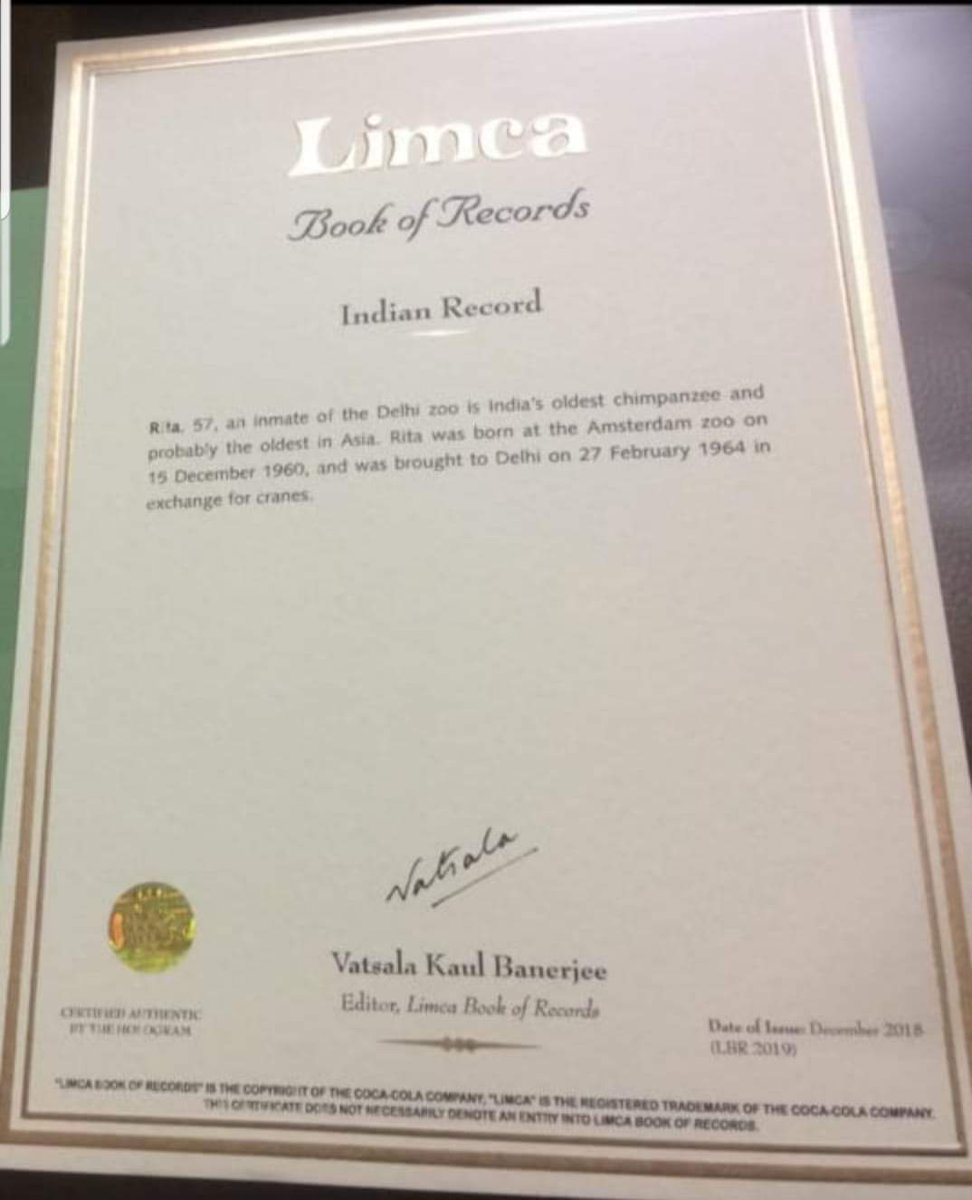 Limca
Book of Records
Indian Record
Rita, 57, an inmate of the Delhi zoo is India's oldest chimpanzee and
probably the oldest in Asia. Rita was born at the Amsterdam zoo on
15 December 1960, and was brought to Delhi on 27 February 1964 in
exchange for cranes.
Vatsala
Vatsala Kaul Banerjee
Editor, Limca Book of Records
CERTIFIED AUTHENTIC
BY THE HOLOGRAM
Date of Issue: December 2018
(LBR 2019)
"LIMCA BOOK OF RECORDS" IS THE COPYRIGHT OF THE COCA-COLA COMPANY, "LIMCA" IS THE REGISTERED TRADEMARK OF THE COCA-COLA COMPANY.
THIS CERTIFICATE DOES NOT NECESSARILY DENOTE AN ENTITY INTO LIMCA BOOK OF RECORDS.